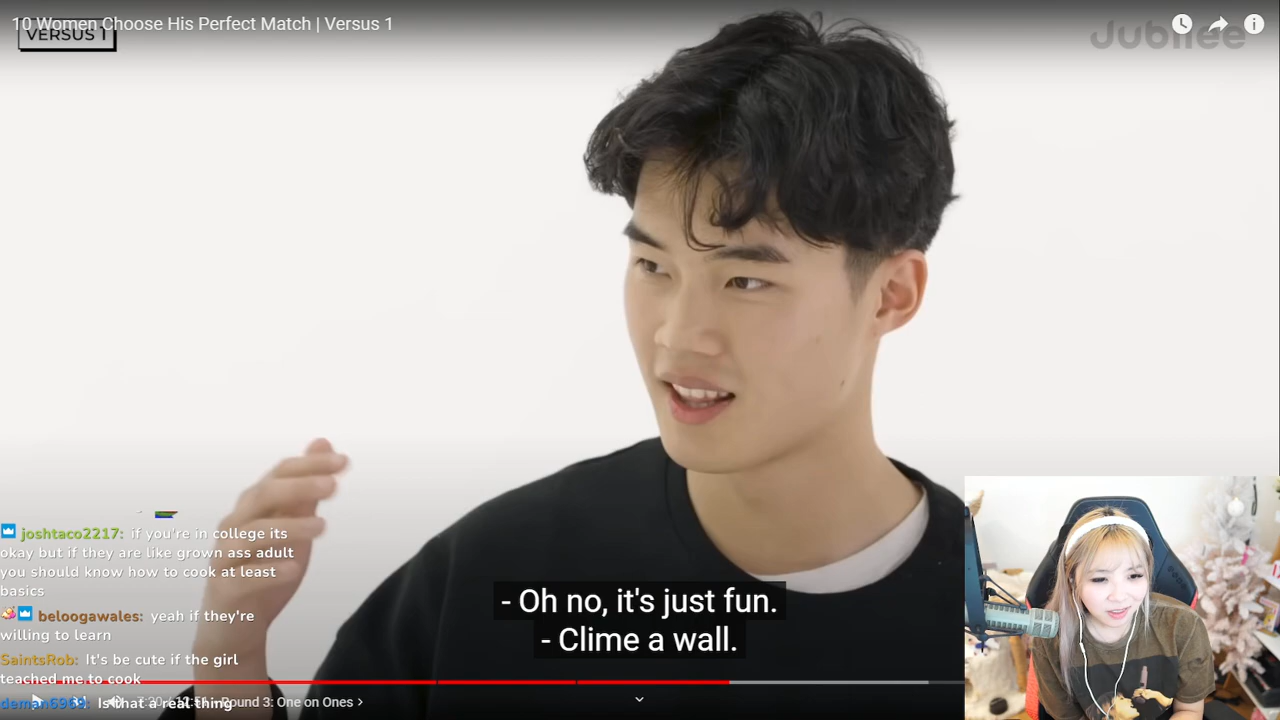 10 Women Choose His Perfect Match | Versus 1
VERSUS 1
Jubilee
joshtaco2217: if you're in college its
okay but if they are like grown ass adult
you should know how to cook at least
basics
beloogawales: yeah if they're
willing to learn
SaintsRob: It's be cute if the girl
teached me to cook
deman6969: Is that a real thing
- Oh no, it's just fun.
- Clime a wall.
Round 3: One on Ones